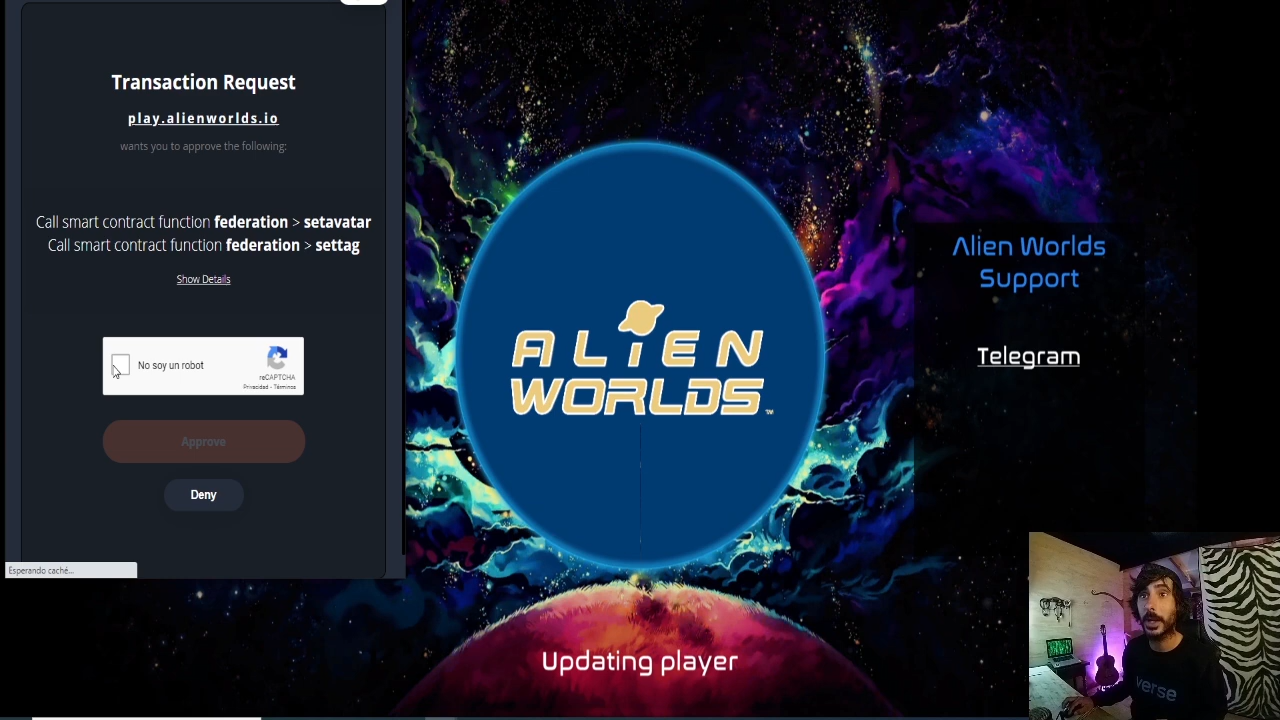 Transaction Request
play.alienworlds.io
wants you to approve the following:
Call smart contract function federation > setavatar
Call smart contract function federation > settag
Show Details
No soy un robot
reCAPTCHA
Privacidad - Términos
Approve
Deny
Esperando caché...
ALIEN
WORLDS™
Updating player
Alien Worlds
Support
Telegram
verse